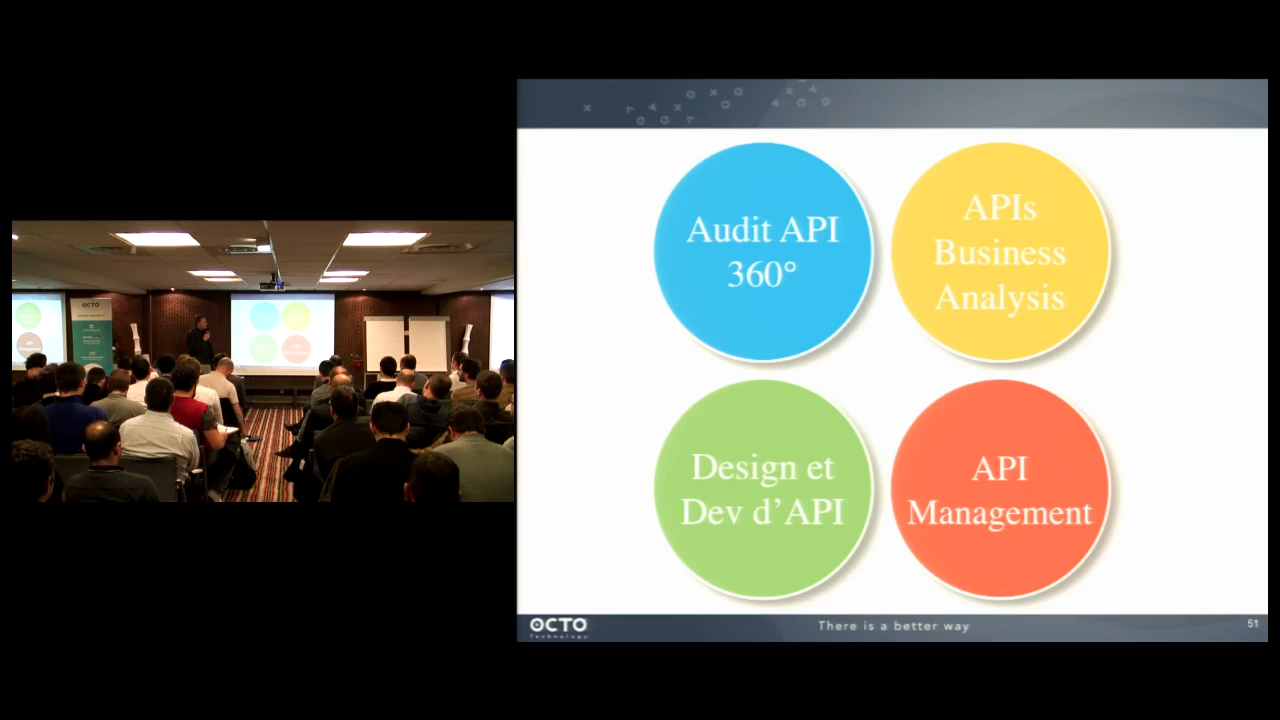 OCTO
Audit API
360°
APIs
Business
Analysis
Design et
Dev d’API
API
Management
OCTO
Technology
There is a better way
51